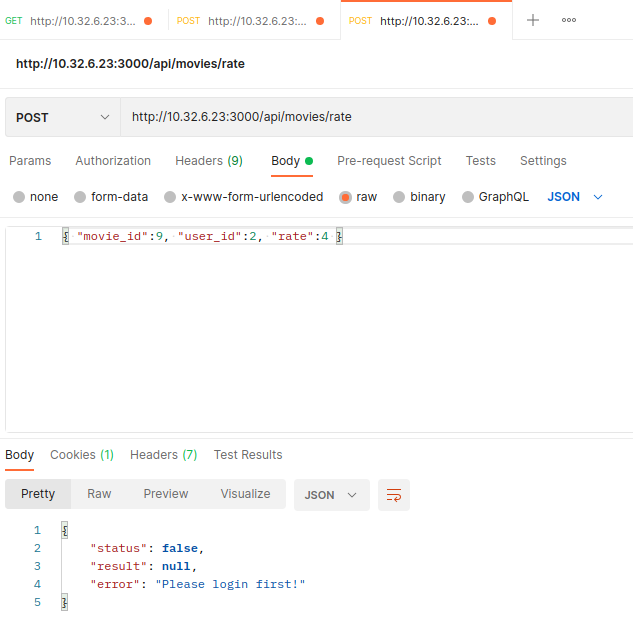 GET http://10.32.6.23:3... POST http://10.32.6.23:... POST http://10.32.6.23:...
http://10.32.6.23:3000/api/movies/rate
POST http://10.32.6.23:3000/api/movies/rate
Params Authorization Headers (9) Body Pre-request Script Tests Settings
none form-data x-www-form-urlencoded raw binary GraphQL JSON
1 { "movie_id":9, "user_id":2, "rate":4 }
Body Cookies (1) Headers (7) Test Results
Pretty Raw Preview Visualize JSON
1 {
2 "status": false,
3 "result": null,
4 "error": "Please login first!"
5 }